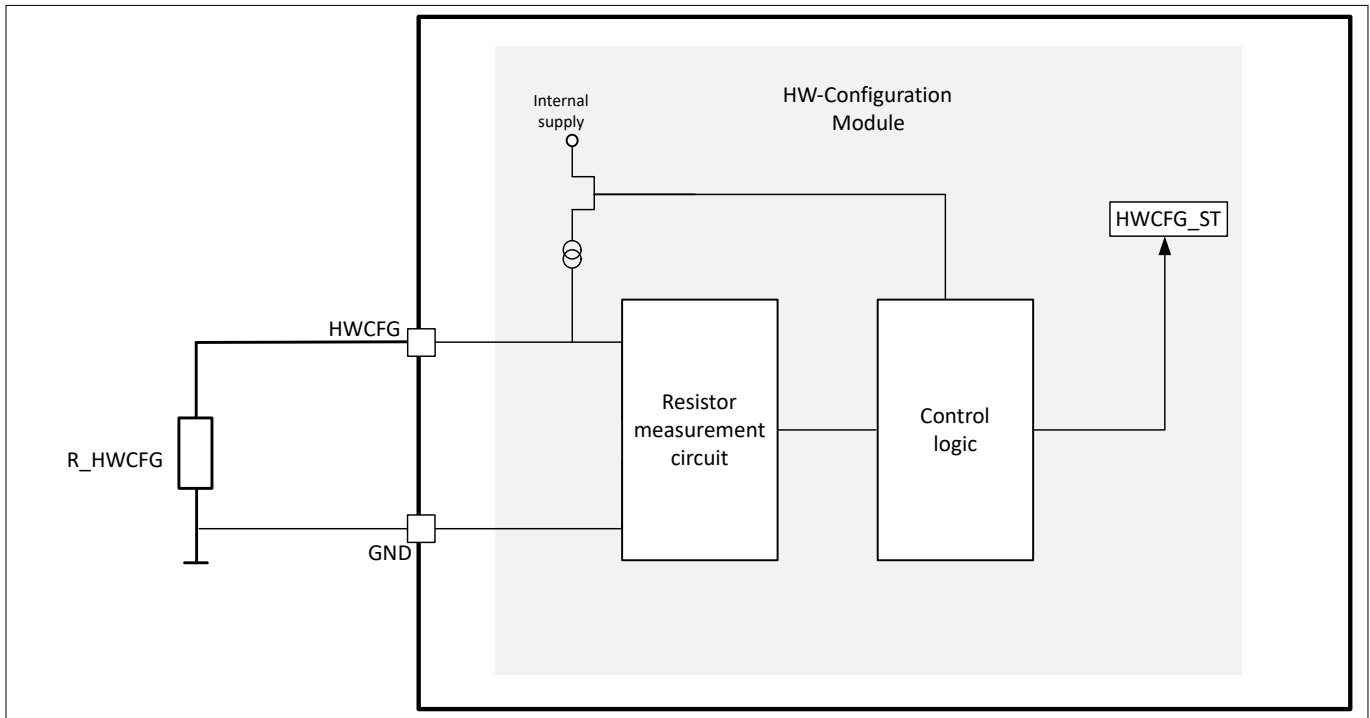 HW-Configuration
Module
Internal
supply
HWCFG_ST
HWCFG
Resistor
measurement
circuit
Control
logic
R_HWCFG
GND